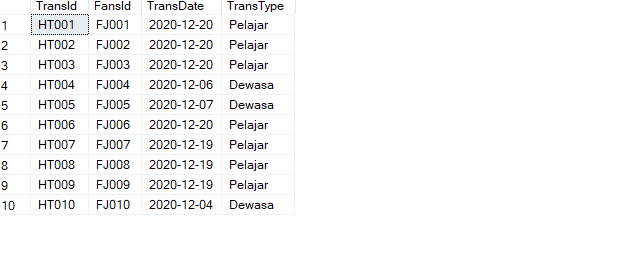 TransId FansId TransDate TransType
1 HT001 FJ001 2020-12-20 Pelajar
2 HT002 FJ002 2020-12-20 Pelajar
3 HT003 FJ003 2020-12-20 Pelajar
4 HT004 FJ004 2020-12-06 Dewasa
5 HT005 FJ005 2020-12-07 Dewasa
6 HT006 FJ006 2020-12-20 Pelajar
7 HT007 FJ007 2020-12-19 Pelajar
8 HT008 FJ008 2020-12-19 Pelajar
9 HT009 FJ009 2020-12-19 Pelajar
10 HT010 FJ010 2020-12-04 Dewasa